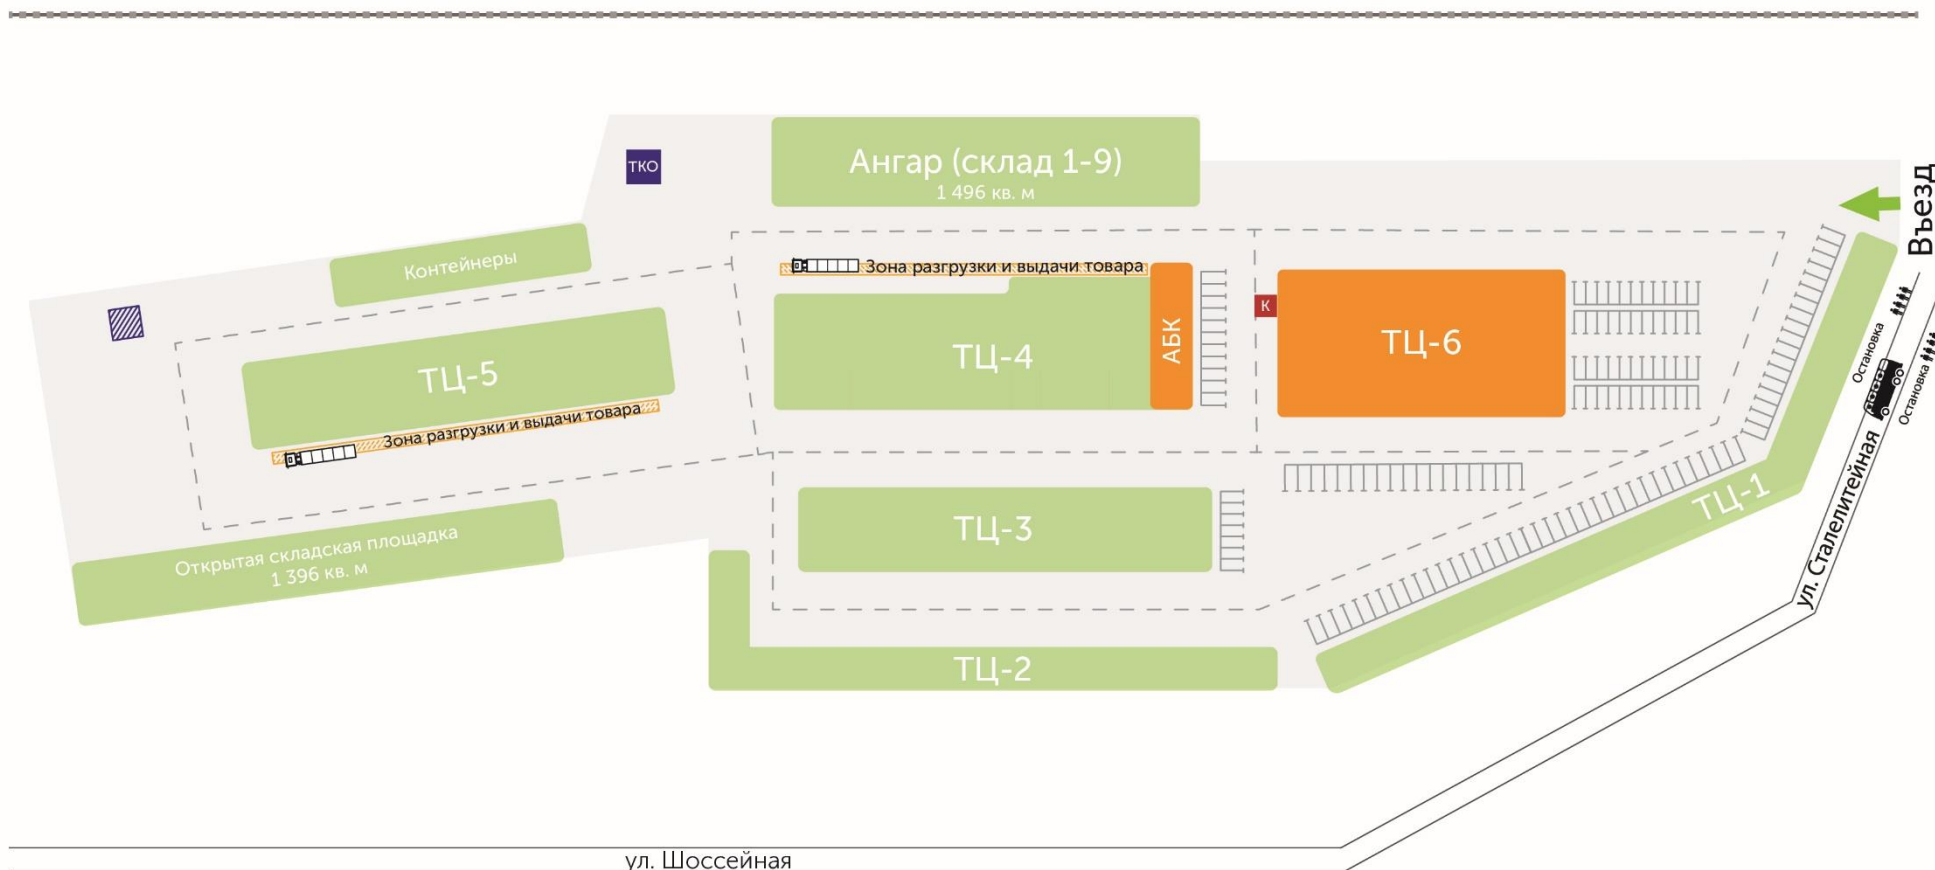 ТКО
Ангар (склад 1-9)
1 496 кв. м
Въезд
Контейнеры
Зона разгрузки и выдачи товара
К
АБК
ТЦ-6
ТЦ-4
ТЦ-5
Зона разгрузки и выдачи товара
Остановка
Остановка
ул. Сталелитейная
ТЦ-1
ТЦ-3
Открытая складская площадка
1 396 кв. м
ТЦ-2
ул. Шоссейная